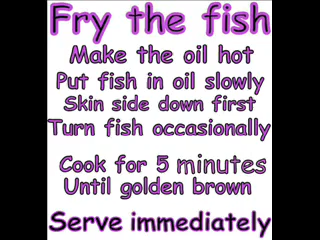 Fry the fish
Make the oil hot
Put fish in oil slowly
Skin side down first
Turn fish occasionally
Cook for 5 minutes
Until golden brown
Serve immediately